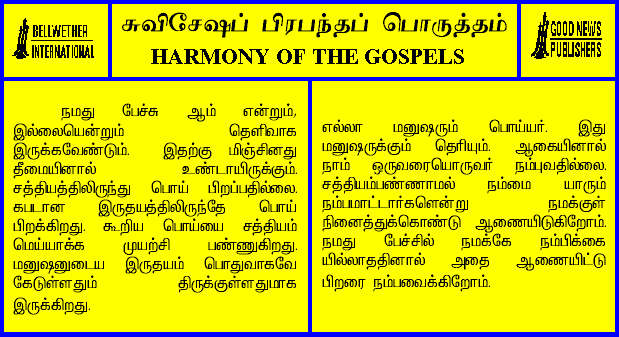 BELLWETHER
INTERNATIONAL
சுவிசேஷப் பிரபந்தப் பொருத்தம்
HARMONY OF THE GOSPELS
GOOD NEWS
PUBLISHERS
நமது பேச்சு ஆம் என்றும்,
இல்லையென்றும் தெளிவாக
இருக்கவேண்டும். இதற்கு மிஞ்சினது
தீமையினால் உண்டாயிருக்கும்.
சத்தியத்திலிருந்து பொய் பிறப்பதில்லை.
கபடான இருதயத்திலிருந்தே பொய்
பிறக்கிறது. கூறிய பொய்யை சத்தியம்
மெய்யாக்க முயற்சி பண்ணுகிறது.
மனுஷனுடைய இருதயம் பொதுவாகவே
கேடுள்ளதும் திருக்குள்ளதுமாக
இருக்கிறது.
எல்லா மனுஷரும் பொய்யர். இது
மனுஷருக்கும் தெரியும். ஆகையினால்
நாம் ஒருவரையொருவர் நம்புவதில்லை.
சத்தியம்பண்ணாமல் நம்மை யாரும்
நம்பமாட்டார்களென்று நமக்குள்
நினைத்துக்கொண்டு ஆணையிடுகிறோம்.
நமது பேச்சில் நமக்கே நம்பிக்கை
யில்லாததினால் அதை ஆணையிட்டு
பிறரை நம்பவைக்கிறோம்.